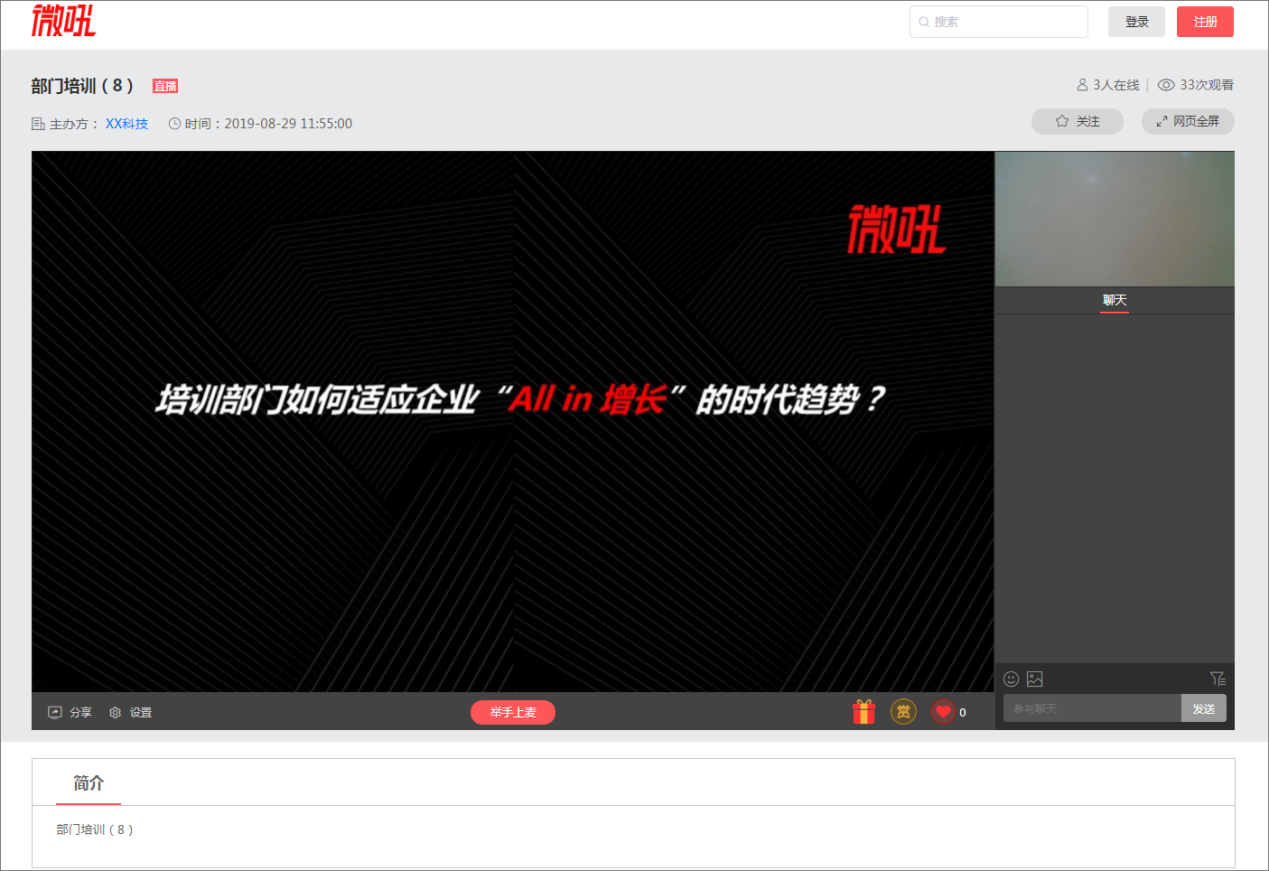 微吼
搜索
登录
注册
部门培训（8）
直播
3人在线 | 33次观看
主办方： XX科技 时间：2019-08-29 11:55:00
关注
网页全屏
微吼
培训部门如何适应企业“All in 增长”的时代趋势？
聊天
分享
设置
举手上麦
赏
0
参与聊天
发送
简介
部门培训（8）